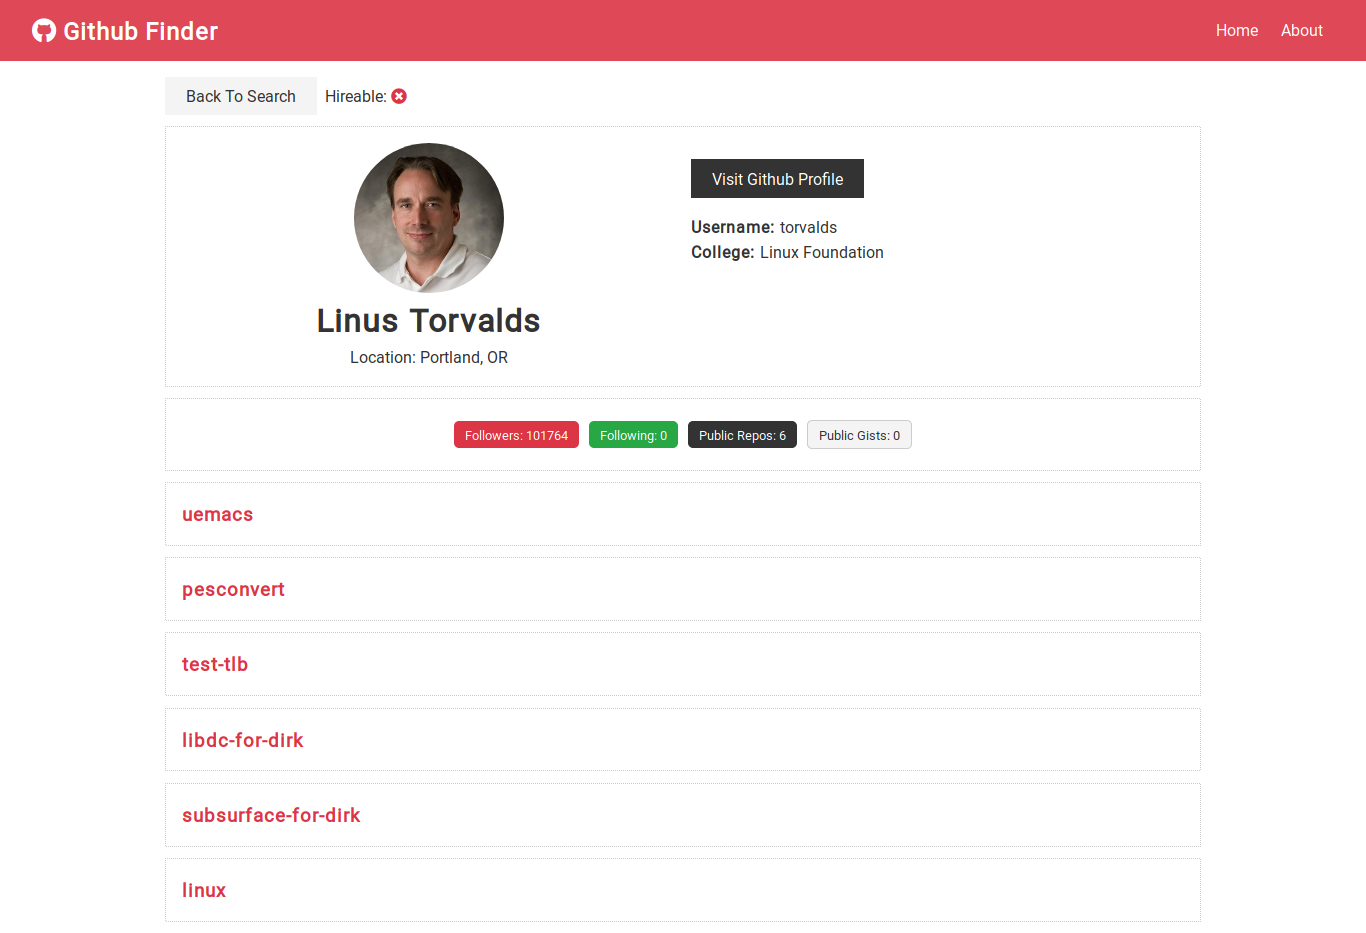 Github Finder
Home About
Back To Search Hireable:
Visit Github Profile
Username: torvalds
College: Linux Foundation
Linus Torvalds
Location: Portland, OR
Followers: 101764 Following: 0 Public Repos: 6 Public Gists: 0
uemacs
pesconvert
test-tlb
libdc-for-dirk
subsurface-for-dirk
linux